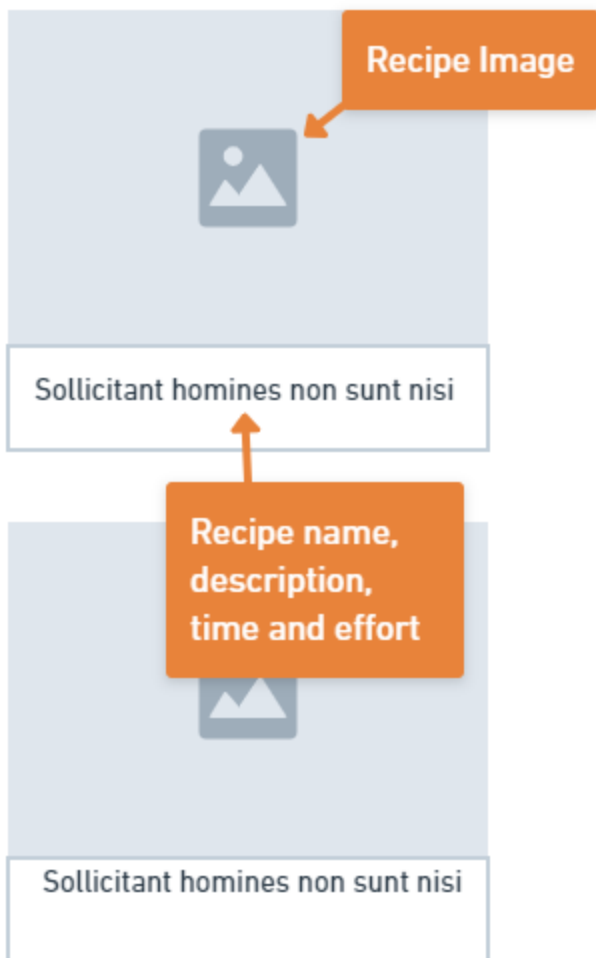 Recipe Image
Sollicitant homines non sunt nisi
Recipe name,
description,
time and effort
Sollicitant homines non sunt nisi